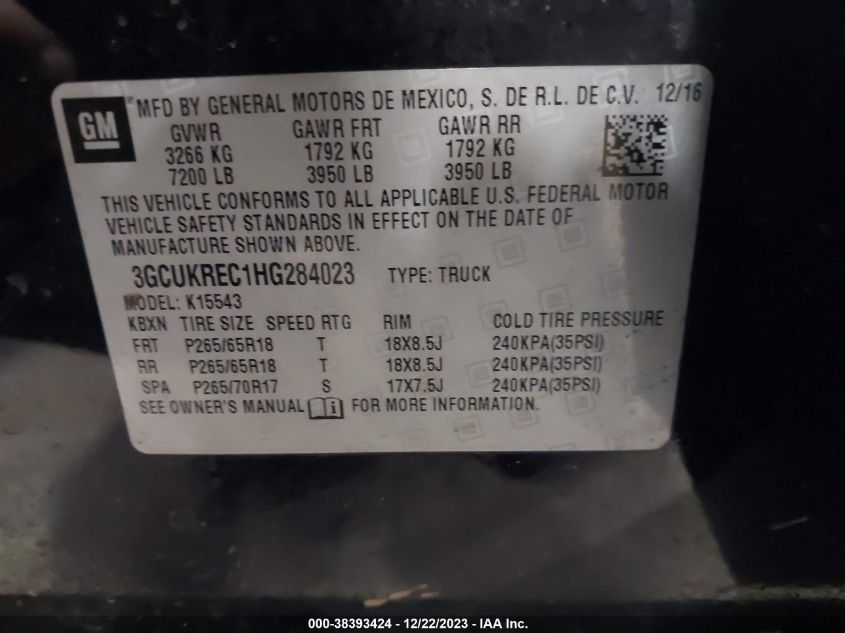 GM
MFD BY GENERAL MOTORS DE MEXICO, S. DE R.L. DE C.V. 12/16
GVWR GAWR FRT GAWR RR
3266 KG 1792 KG 1792 KG
7200 LB 3950 LB 3950 LB
THIS VEHICLE CONFORMS TO ALL APPLICABLE U.S. FEDERAL MOTOR
VEHICLE SAFETY STANDARDS IN EFFECT ON THE DATE OF
MANUFACTURE SHOWN ABOVE.
3GCUKREC1HG284023 TYPE: TRUCK
MODEL: K15543
KBXN TIRE SIZE SPEED RTG RIM COLD TIRE PRESSURE
FRT P265/65R18 T 18X8.5J 240KPA(35PSI)
RR P265/65R18 T 18X8.5J 240KPA(35PSI)
SPA P265/70R17 S 17X7.5J 240KPA(35PSI)
SEE OWNER'S MANUAL i FOR MORE INFORMATION.
000-38393424 - 12/22/2023 - IAA Inc.